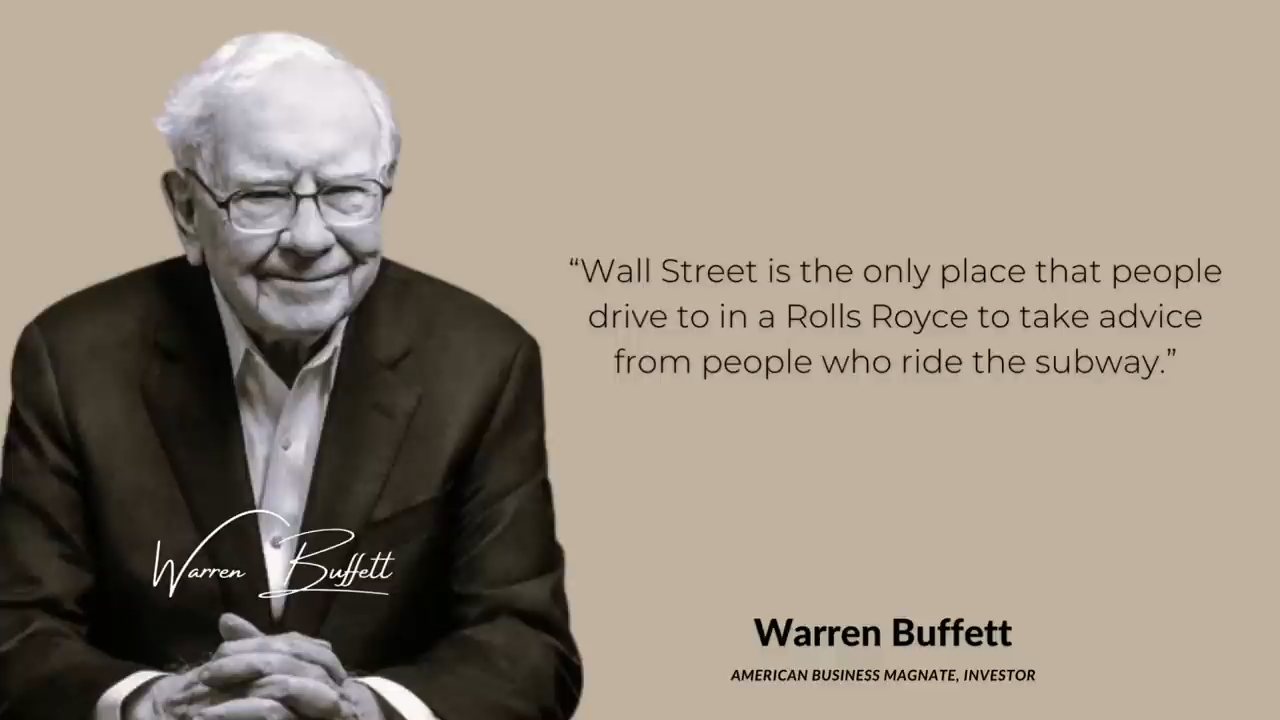 “Wall Street is the only place that people
drive to in a Rolls Royce to take advice
from people who ride the subway.”
Warren Buffett
Warren Buffett
AMERICAN BUSINESS MAGNATE, INVESTOR